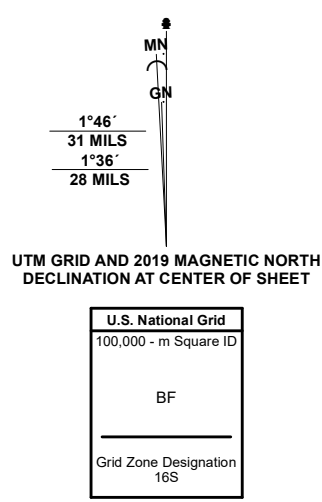 MN
GN
1°46´
31 MILS
1°36´
28 MILS
UTM GRID AND 2019 MAGNETIC NORTH
DECLINATION AT CENTER OF SHEET
U.S. National Grid
100,000 - m Square ID
BF
Grid Zone Designation
16S